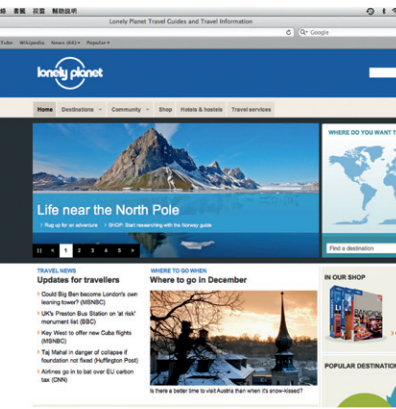 書籤 視窗 輔助說明
Lonely Planet Travel Guides and Travel Information
Google
Tube Wikipedia News (86) Popular
lonely planet
Home Destinations Community Shop Hotels & hostels Travel services
WHERE DO YOU WANT T
Life near the North Pole
Rug up for an adventure SHOP: Start researching with the Norway guide
1 2 3 4 5
Find a destination
TRAVEL NEWS
Updates for travellers
Could Big Ben become London's own
leaning tower? (MSNBC)
UK's Preston Bus Station on 'at risk'
monument list (BBC)
Key West to offer new Cuba flights
(MSNBC)
Taj Mahal in danger of collapse if
foundation not fixed (Huffington Post)
Airlines go in to bat over EU carbon
tax (CNN)
WHERE TO GO WHEN
Where to go in December
Is there a better time to visit Austria than when it's snow-kissed?
IN OUR SHOP
BANGKOK
POPULAR DESTINATION